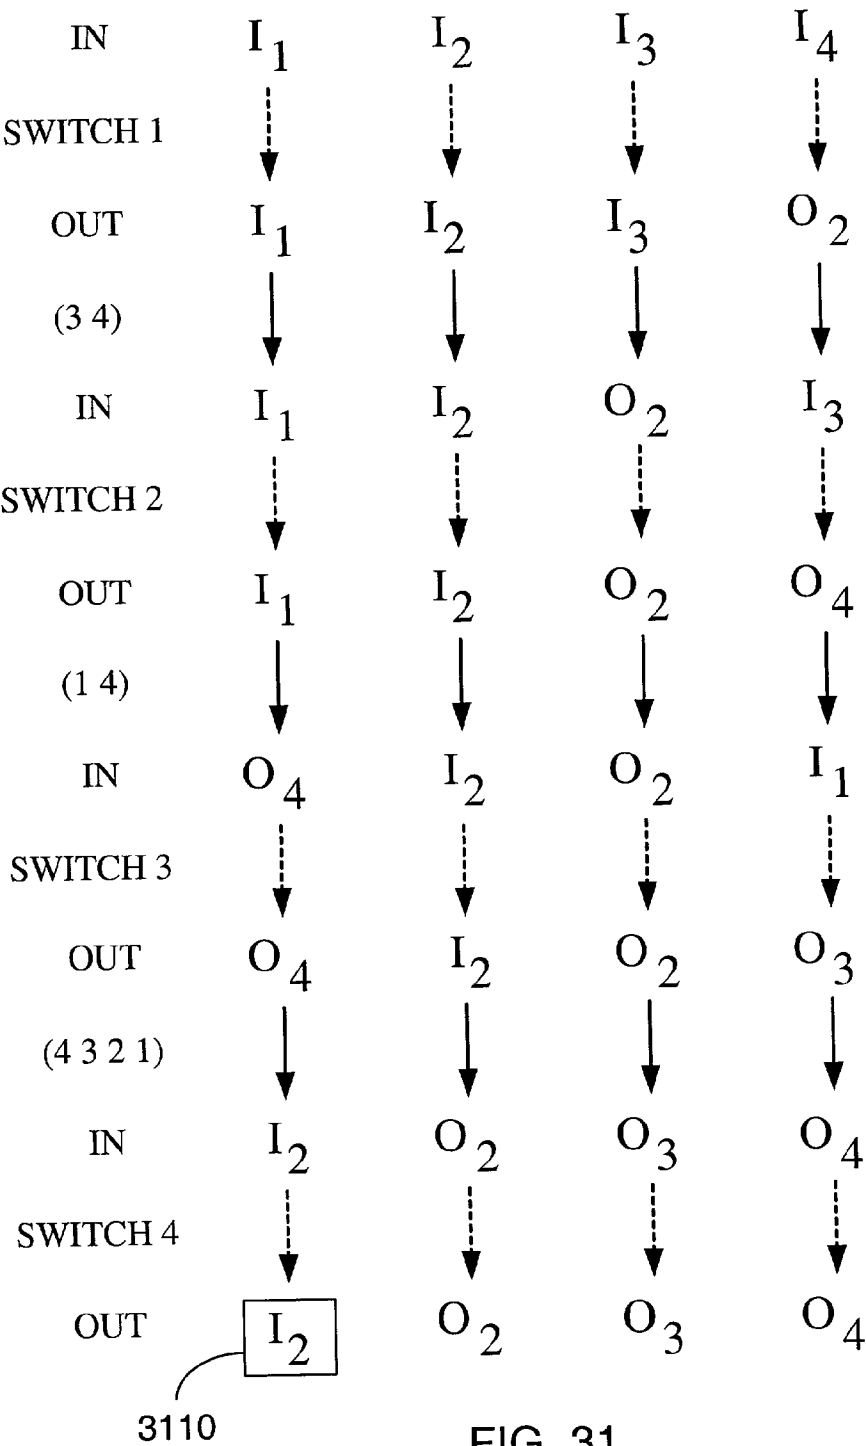 IN I1 I2 I3 I4
SWITCH 1
OUT I1 I2 I3 O2
(3 4)
IN I1 I2 O2 I3
SWITCH 2
OUT I1 I2 O2 O4
(1 4)
IN O4 I2 O2 I1
SWITCH 3
OUT O4 I2 O2 O3
(4 3 2 1)
IN I2 O2 O3 O4
SWITCH 4
OUT I2 O2 O3 O4
3110
FIG. 31